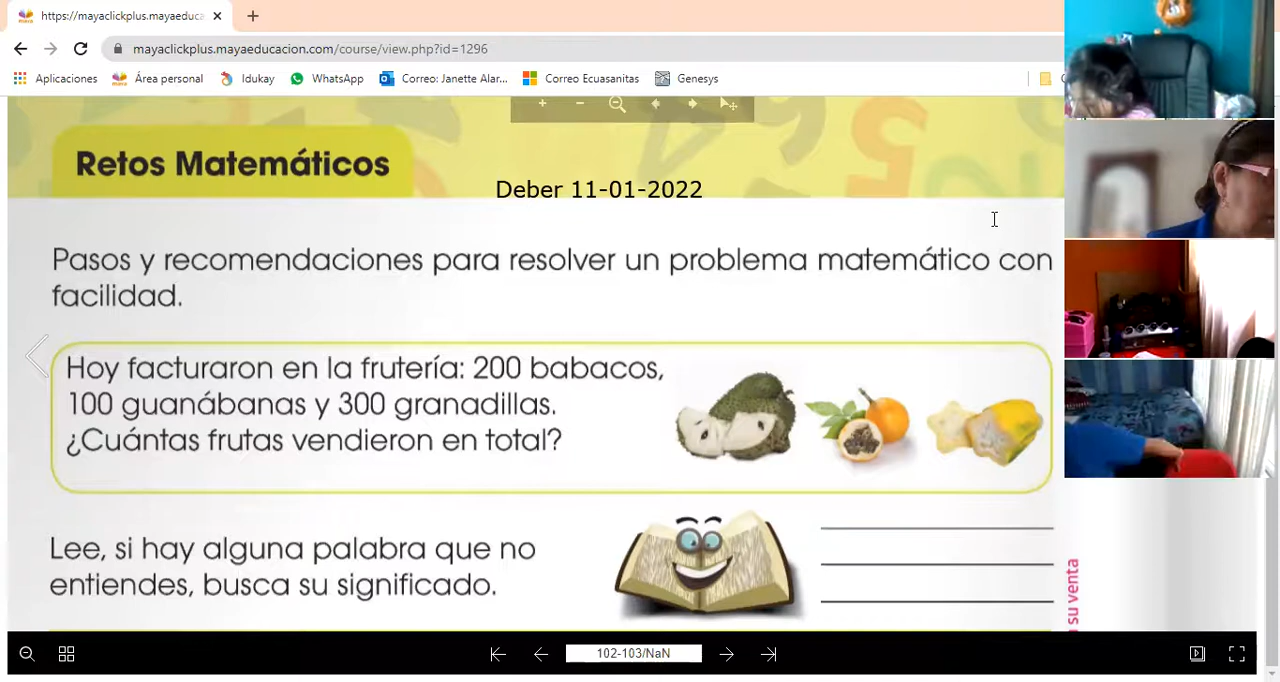 https://mayaclickplus.mayaeduca
mayaclickplus.mayaeducacion.com/course/view.php?id=1296
Aplicaciones Área personal Idukay WhatsApp Correo: Janette Alar... Correo Ecuasanitas Genesys
Retos Matemáticos
Deber 11-01-2022
Pasos y recomendaciones para resolver un problema matemático con
facilidad.
Hoy facturaron en la frutería: 200 babacos,
100 guanábanas y 300 granadillas.
¿Cuántas frutas vendieron en total?
Lee, si hay alguna palabra que no
entiendes, busca su significado.
su venta
102-103/NaN